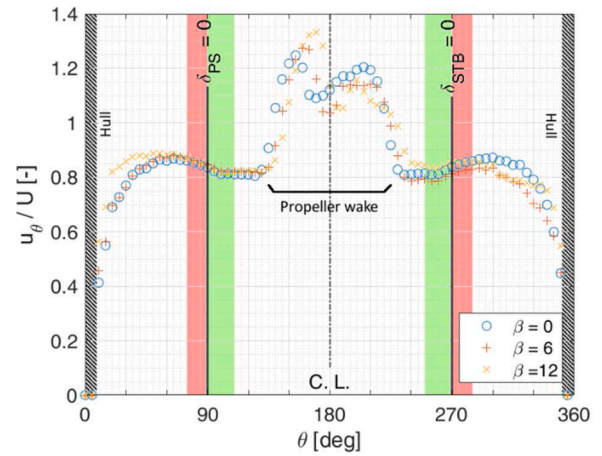 1.4
1.2
1
0.8
0.6
0.4
0.2
0
u_θ / U [-]
Hull
δ_PS = 0
δ_STB = 0
Hull
Propeller wake
C. L.
β = 0
β = 6
β =12
0 90 180 270 360
θ [deg]